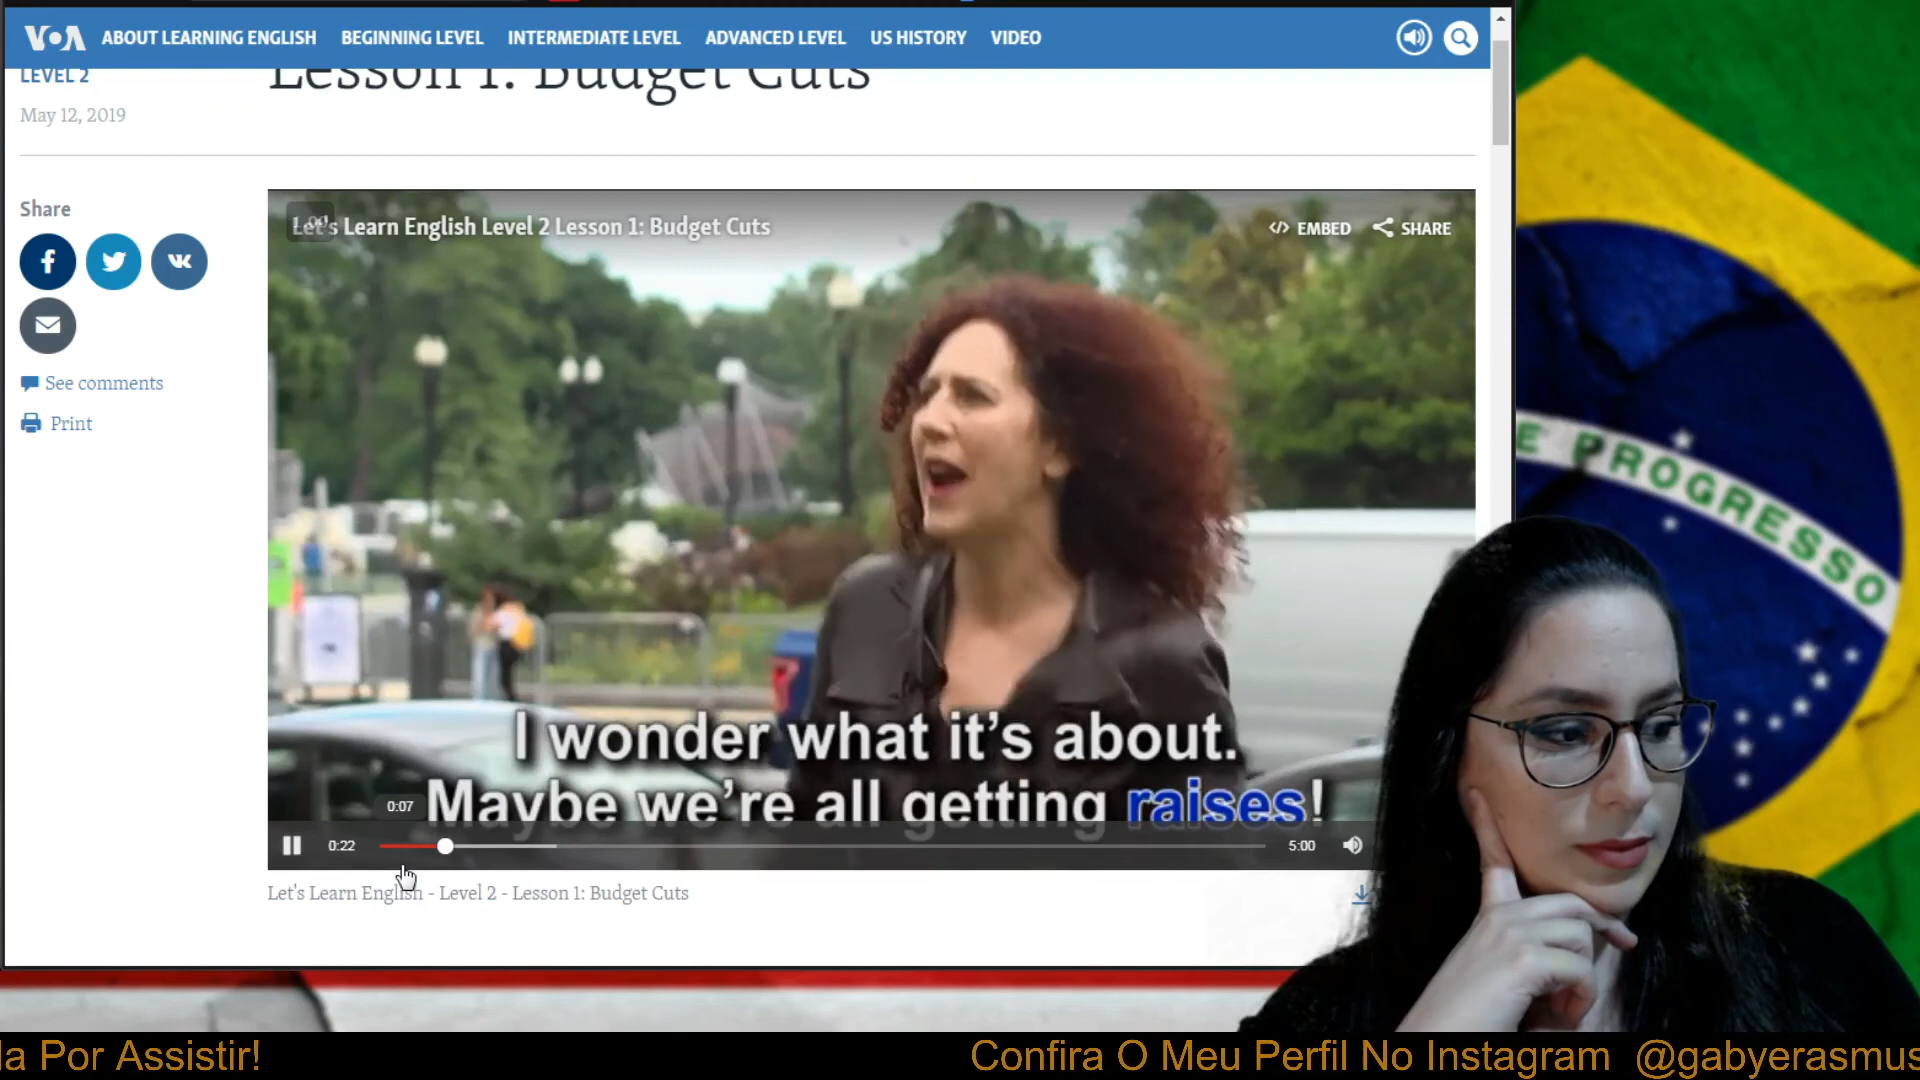 VOA ABOUT LEARNING ENGLISH BEGINNING LEVEL INTERMEDIATE LEVEL ADVANCED LEVEL US HISTORY VIDEO
LEVEL 2
Lesson 1: Budget Cuts
May 12, 2019
Share
See comments
Print
Let's Learn English Level 2 Lesson 1: Budget Cuts
EMBED SHARE
I wonder what it's about.
Maybe we're all getting raises!
0:07
0:22
5:00
Let's Learn English - Level 2 - Lesson 1: Budget Cuts
E PROGRESSO
la Por Assistir!
Confira O Meu Perfil No Instagram @gabyerasmus